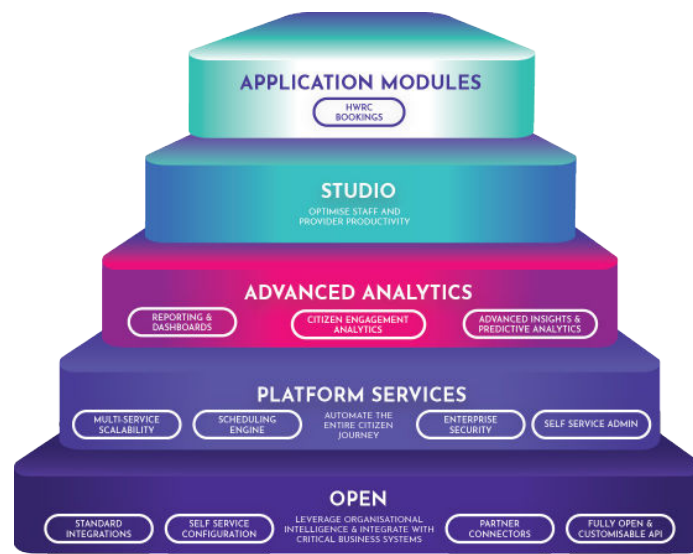 APPLICATION MODULES
HWRC
BOOKINGS
STUDIO
OPTIMISE STAFF AND
PROVIDER PRODUCTIVITY
ADVANCED ANALYTICS
REPORTING &
DASHBOARDS
CITIZEN ENGAGEMENT
ANALYTICS
ADVANCED INSIGHTS &
PREDICTIVE ANALYTICS
PLATFORM SERVICES
MULTI-SERVICE
SCALABILITY
SCHEDULING
ENGINE
AUTOMATE THE
ENTIRE CITIZEN
JOURNEY
ENTERPRISE
SECURITY
SELF SERVICE ADMIN
OPEN
STANDARD
INTEGRATIONS
SELF SERVICE
CONFIGURATION
LEVERAGE ORGANISATIONAL
INTELLIGENCE & INTEGRATE WITH
CRITICAL BUSINESS SYSTEMS
PARTNER
CONNECTORS
FULLY OPEN &
CUSTOMISABLE API